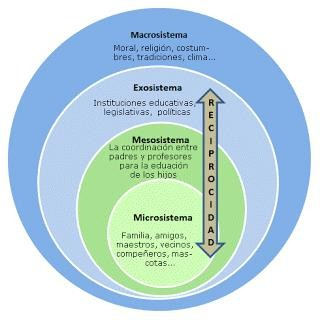 Macrosistema
Moral, religión, costum-
bres, tradiciones, clima...
Exosistema
Instituciones educativas,
legislativas, políticas
Mesosistema
La coordinación entre
padres y profesores
para la eduación
de los hijos
Microsistema
Familia, amigos,
maestros, vecinos,
compeñeros, mas-
cotas...
RECIPROCIDAD